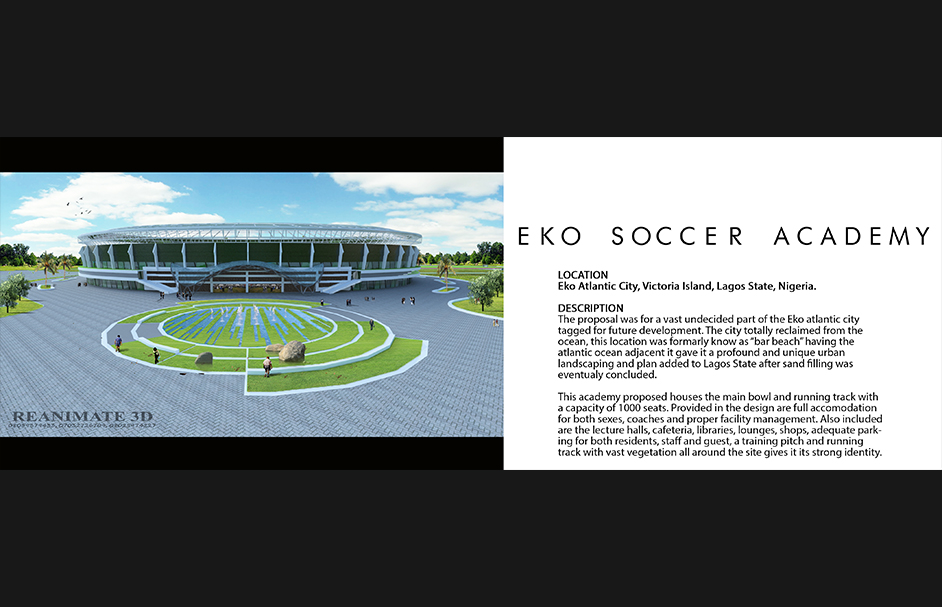 EKO SOCCER ACADEMY
LOCATION
Eko Atlantic City, Victoria Island, Lagos State, Nigeria.
DESCRIPTION
The proposal was for a vast undecided part of the Eko atlantic city
tagged for future development. The city totally reclaimed from the
ocean, this location was formarly know as "bar beach" having the
atlantic ocean adjacent it gave it a profound and unique urban
landscaping and plan added to Lagos State after sand filling was
eventualy concluded.
This academy proposed houses the main bowl and running track with
a capacity of 1000 seats. Provided in the design are full accomodation
for both sexes, coaches and proper facility management. Also included
are the lecture halls, cafeteria, libraries, lounges, shops, adequate park-
ing for both residents, staff and guest, a training pitch and running
track with vast vegetation all around the site gives it its strong identity.
REANIMATE 3D